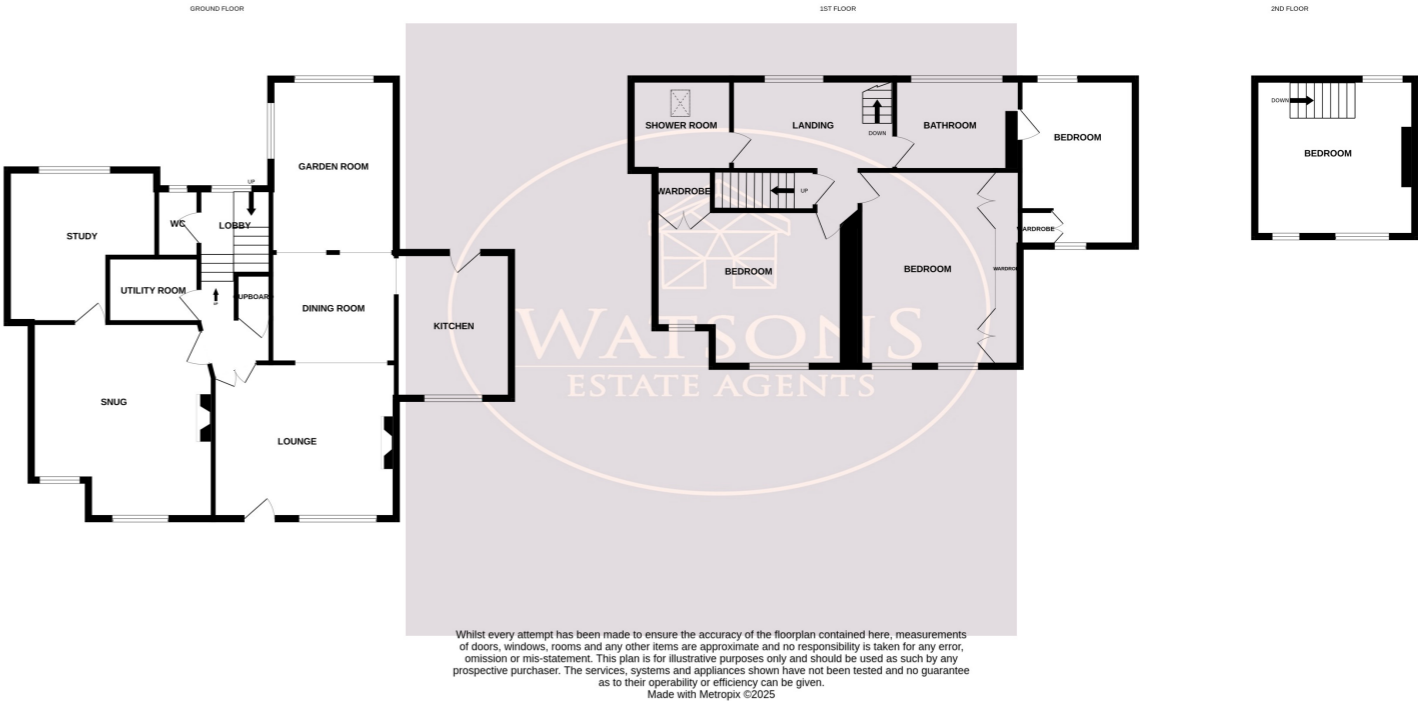 GROUND FLOOR
1ST FLOOR
2ND FLOOR
GARDEN ROOM
UP
STUDY
WC
LOBBY
UTILITY ROOM
UP
CUPBOARD
DINING ROOM
KITCHEN
SNUG
LOUNGE
SHOWER ROOM
LANDING
DOWN
BATHROOM
BEDROOM
WARDROBE
UP
WARDROBE
BEDROOM
BEDROOM
WARDROBE
DOWN
BEDROOM
WATSONS
ESTATE AGENTS
Whilst every attempt has been made to ensure the accuracy of the floorplan contained here, measurements
of doors, windows, rooms and any other items are approximate and no responsibility is taken for any error,
omission or mis-statement. This plan is for illustrative purposes only and should be used as such by any
prospective purchaser. The services, systems and appliances shown have not been tested and no guarantee
as to their operability or efficiency can be given.
Made with Metropix ©2025